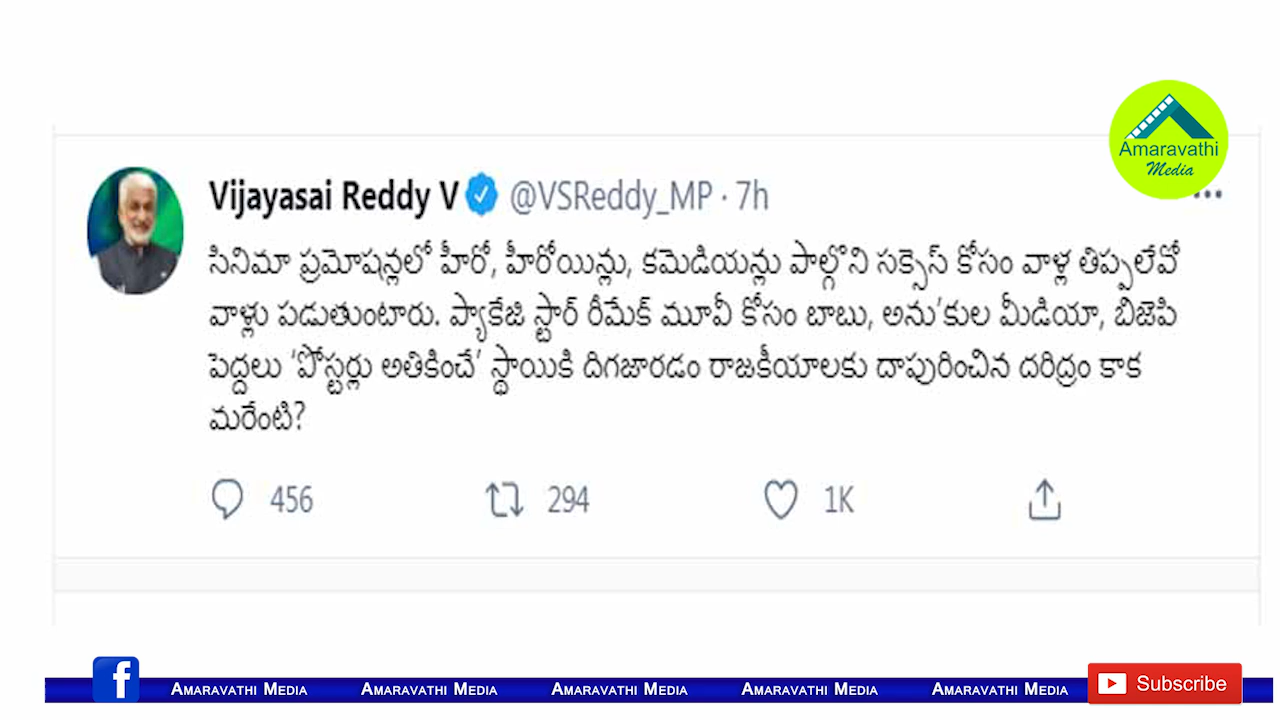 Amaravathi
Media
Vijayasai Reddy V @VSReddy_MP · 7h
సినిమా ప్రమోషన్లలో హీరో, హీరోయిన్లు, కమెడియన్లు పాల్గొని సక్సెస్ కోసం వాళ్ల తిప్పలేవో
వాళ్లు పడుతుంటారు. ప్యాకేజి స్టార్ రీమేక్ మూవీ కోసం బాబు, అను'కుల మీడియా, బిజెపి
పెద్దలు 'పోస్టర్లు అతికించే' స్థాయికి దిగజారడం రాజకీయాలకు దాపురించిన దరిద్రం కాక
మరేంటి?
456 294 1K
f AMARAVATHI MEDIA AMARAVATHI MEDIA AMARAVATHI MEDIA AMARAVATHI MEDIA AMARAVATHI MEDIA Subscribe